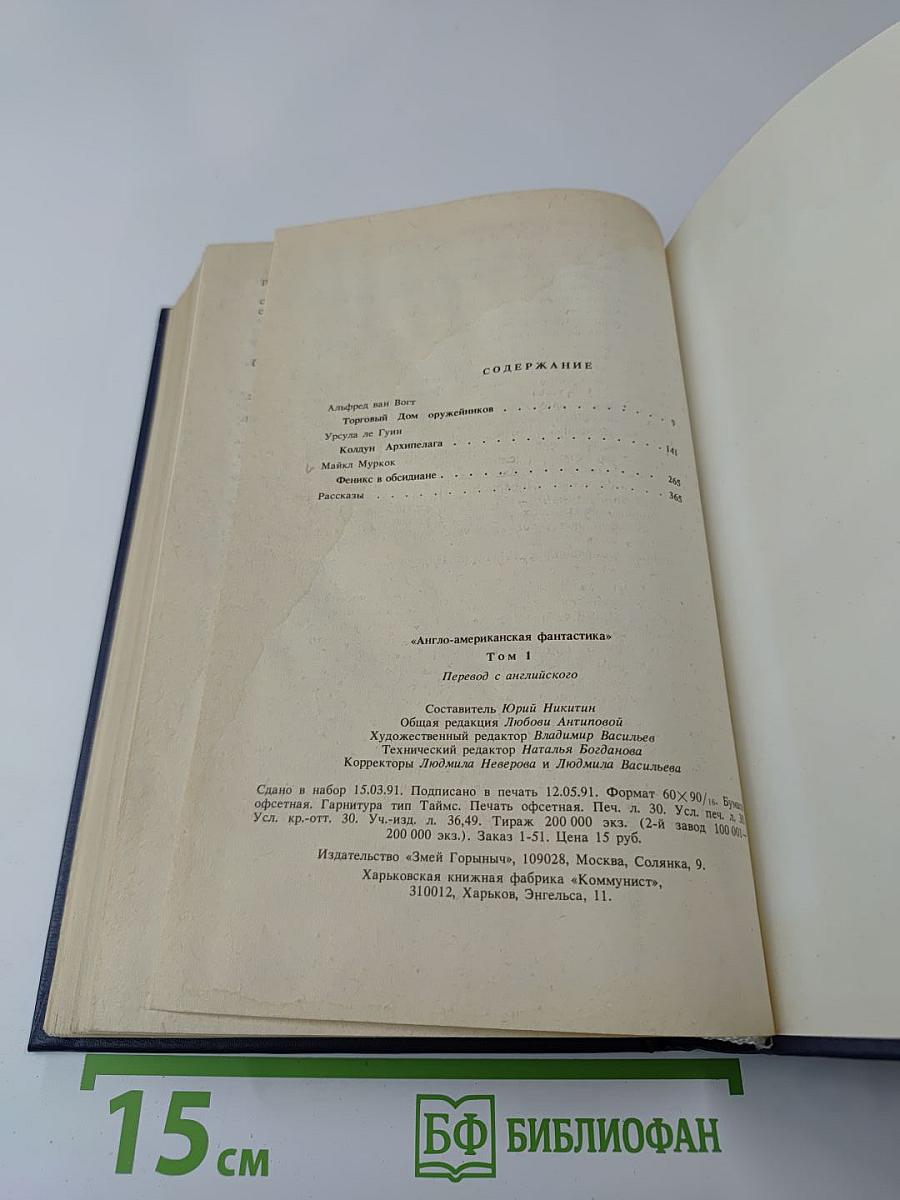 СОДЕРЖАНИЕ
Альфред ван Вогт
Торговый Дом оружейников . . . . . . . . . . . 9
Урсула ле Гуин
Колдун Архипелага . . . . . . . . . . . . . . 141
Майкл Муркок
Феникс в обсидиане . . . . . . . . . . . . . . 265
Рассказы . . . . . . . . . . . . . . . . . . 365
«Англо-американская фантастика»
Том 1
Перевод с английского
Составитель Юрий Никитин
Общая редакция Любови Антиповой
Художественный редактор Владимир Васильев
Технический редактор Наталья Богданова
Корректоры Людмила Неверова и Людмила Васильева
Сдано в набор 15.03.91. Подписано в печать 12.05.91. Формат 60×90/16.
офсетная. Гарнитура тип Таймс. Печать офсетная. Печ. л. 30. Усл. печ. л.
Усл. кр.-отт. 30. Уч.-изд. л. 36,49. Тираж 200 000 экз. (2-й завод 100 001—
200 000 экз.). Заказ 1-51. Цена 15 руб.
Издательство «Змей Горыныч», 109028, Москва, Солянка, 9.
Харьковская книжная фабрика «Коммунист»,
310012, Харьков, Энгельса, 11.
15 см
БФ БИБЛИОФАН